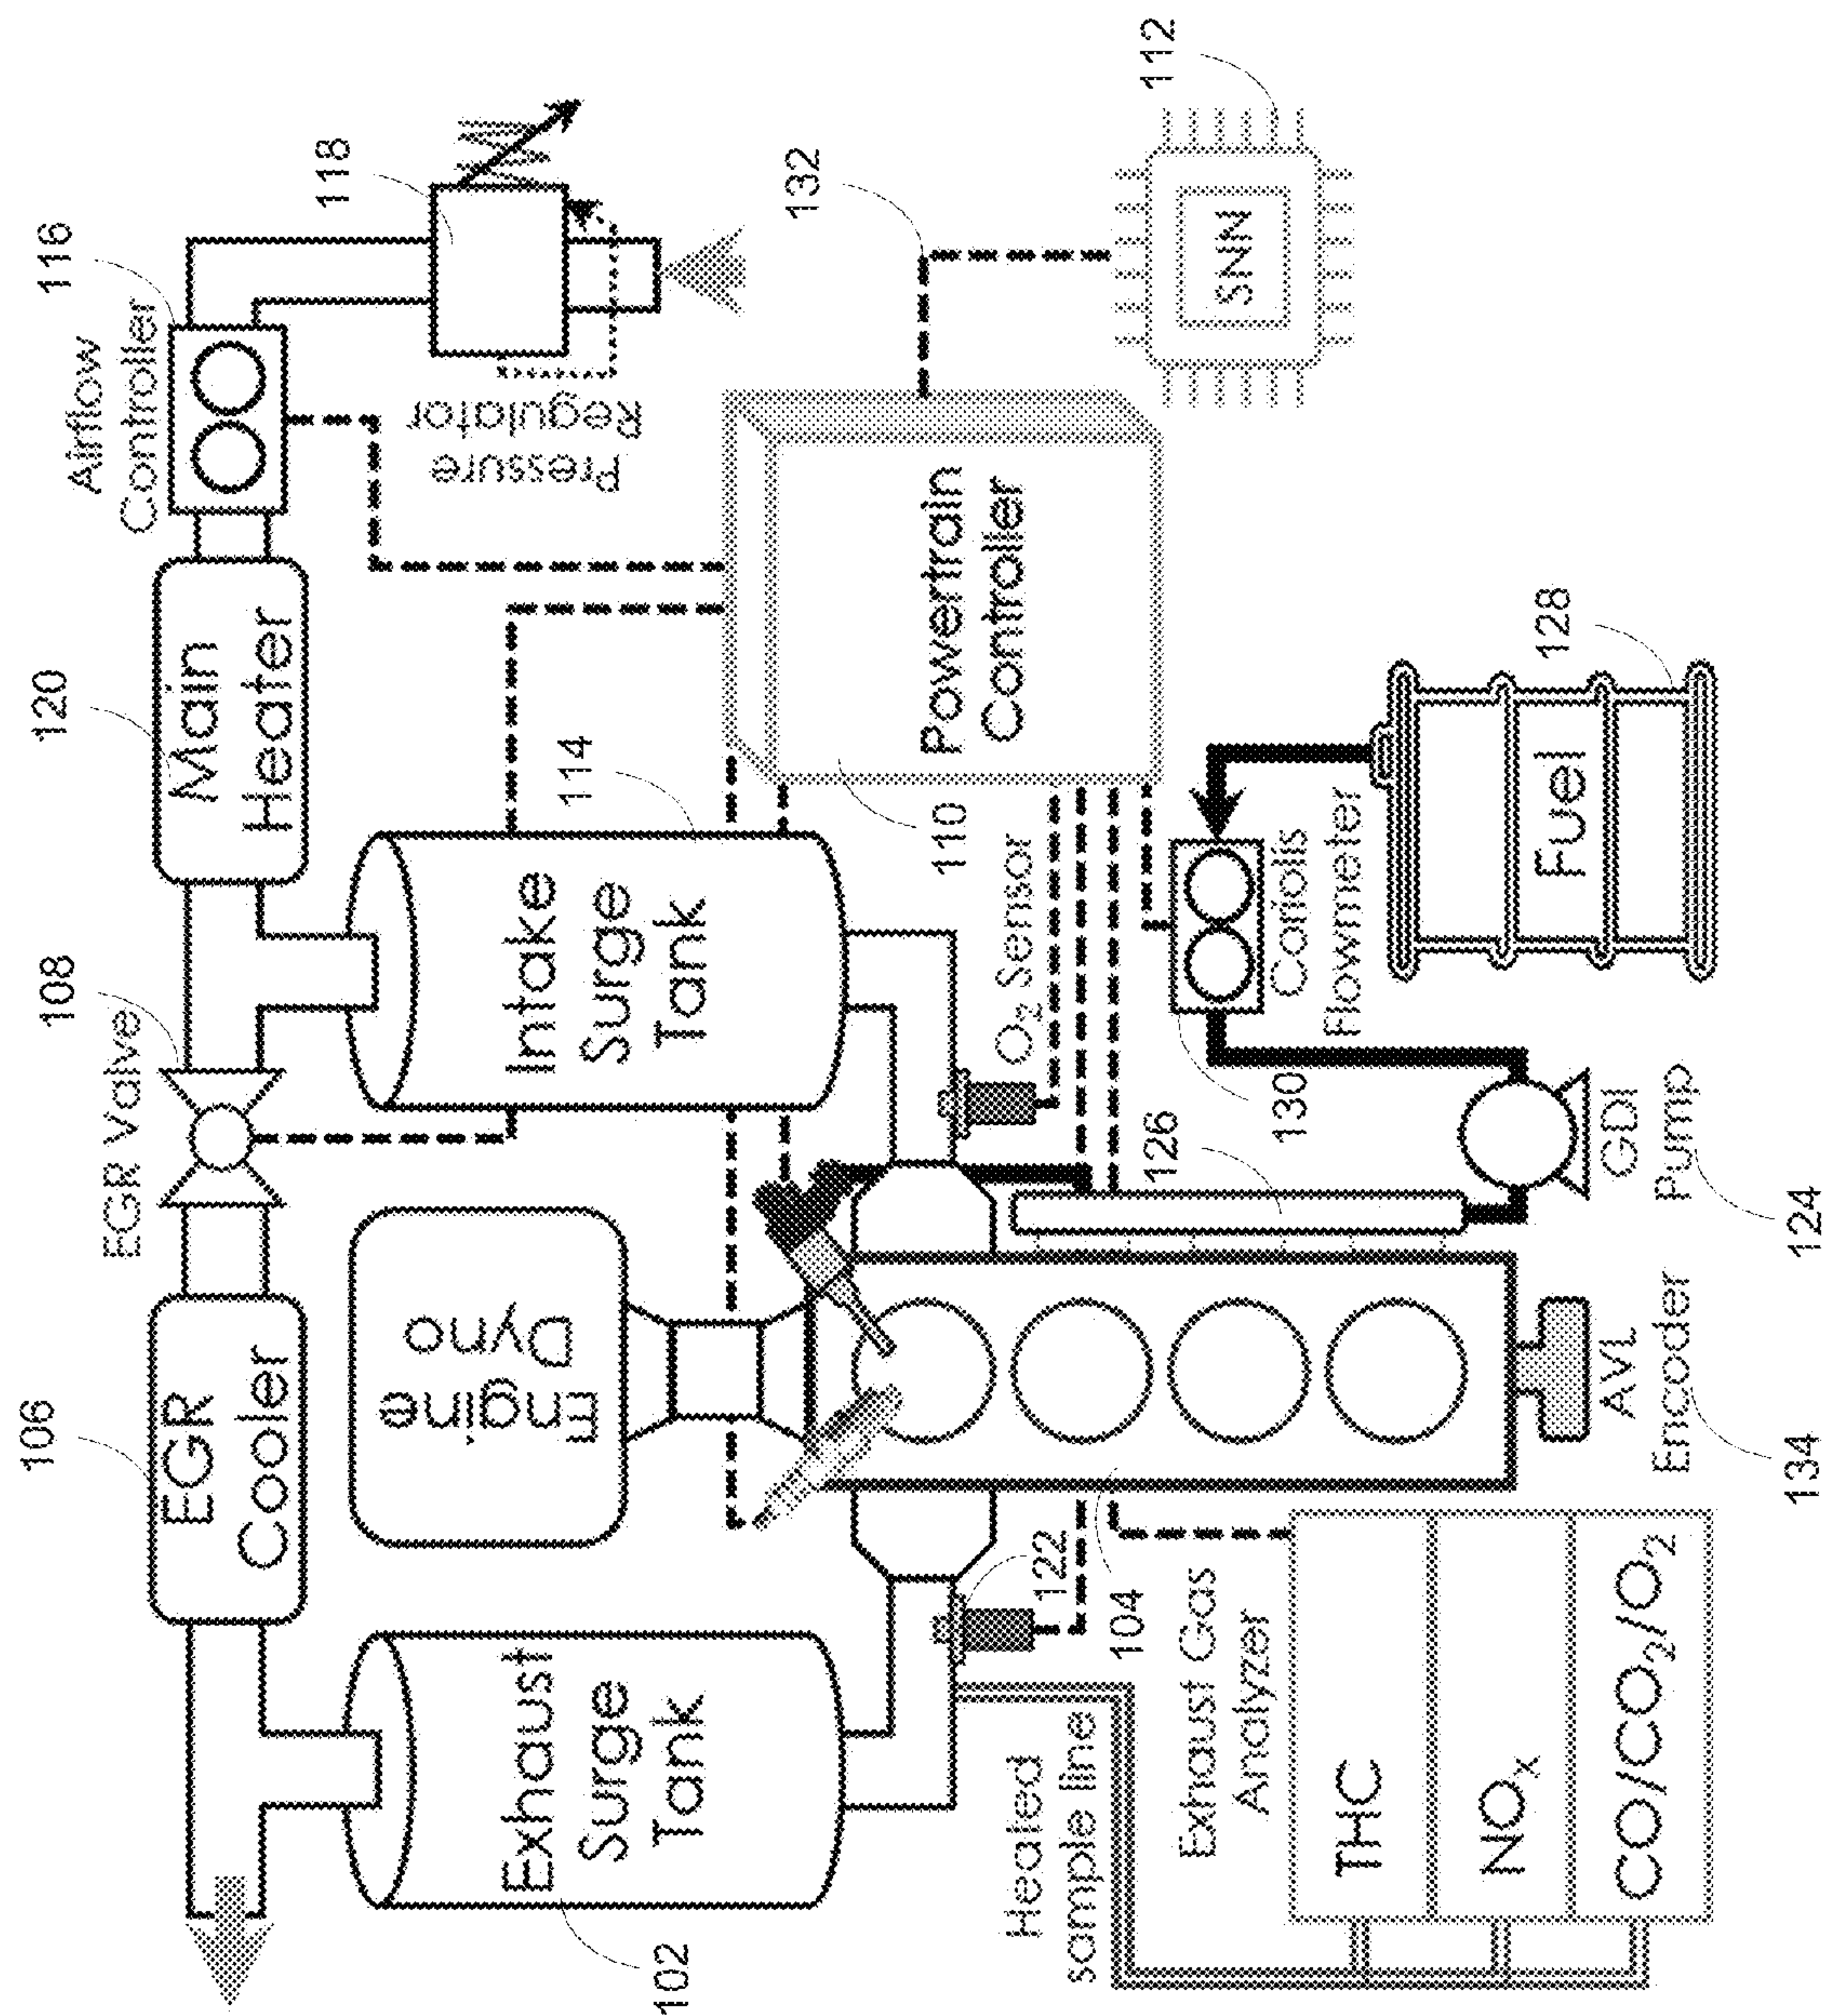 106
EGR
Cooler
EGR Valve
108
120
Main
Heater
Airflow
Controller
116
118
Pressure
Regulator
Engine
Dyno
Exhaust
Surge
Tank
102
Intake
Surge
Tank
114
132
Powertrain
Controller
110
SNN
112
O2 Sensor
122
104
Heated
sample line
Exhaust Gas
Analyzer
THC
NOx
CO/CO2/O2
AVL
Encoder
134
126
GDI
Pump
124
130
Coriolis
Flowmeter
Fuel
128